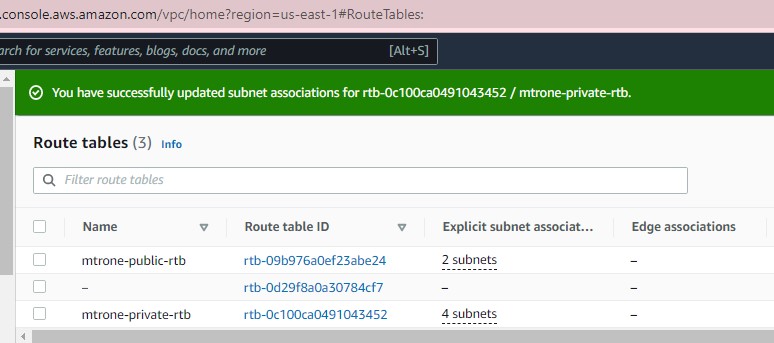 .console.aws.amazon.com/vpc/home?region=us-east-1#RouteTables:
arch for services, features, blogs, docs, and more [Alt+S]
You have successfully updated subnet associations for rtb-0c100ca0491043452 / mtrone-private-rtb.
Route tables (3) Info
Filter route tables
Name Route table ID Explicit subnet associat... Edge associations
mtrone-public-rtb rtb-09b976a0ef23abe24 2 subnets –
– rtb-0d29f8a0a30784cf7 – –
mtrone-private-rtb rtb-0c100ca0491043452 4 subnets –